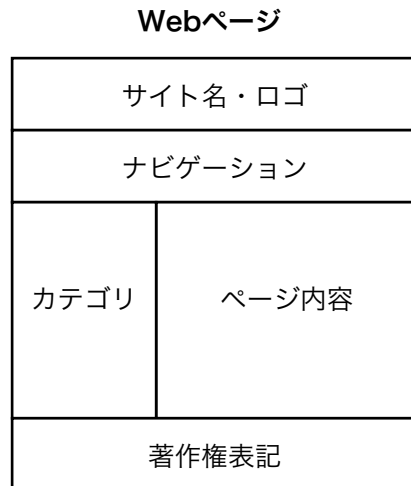 Webページ
サイト名・ロゴ
ナビゲーション
カテゴリ
ページ内容
著作権表記